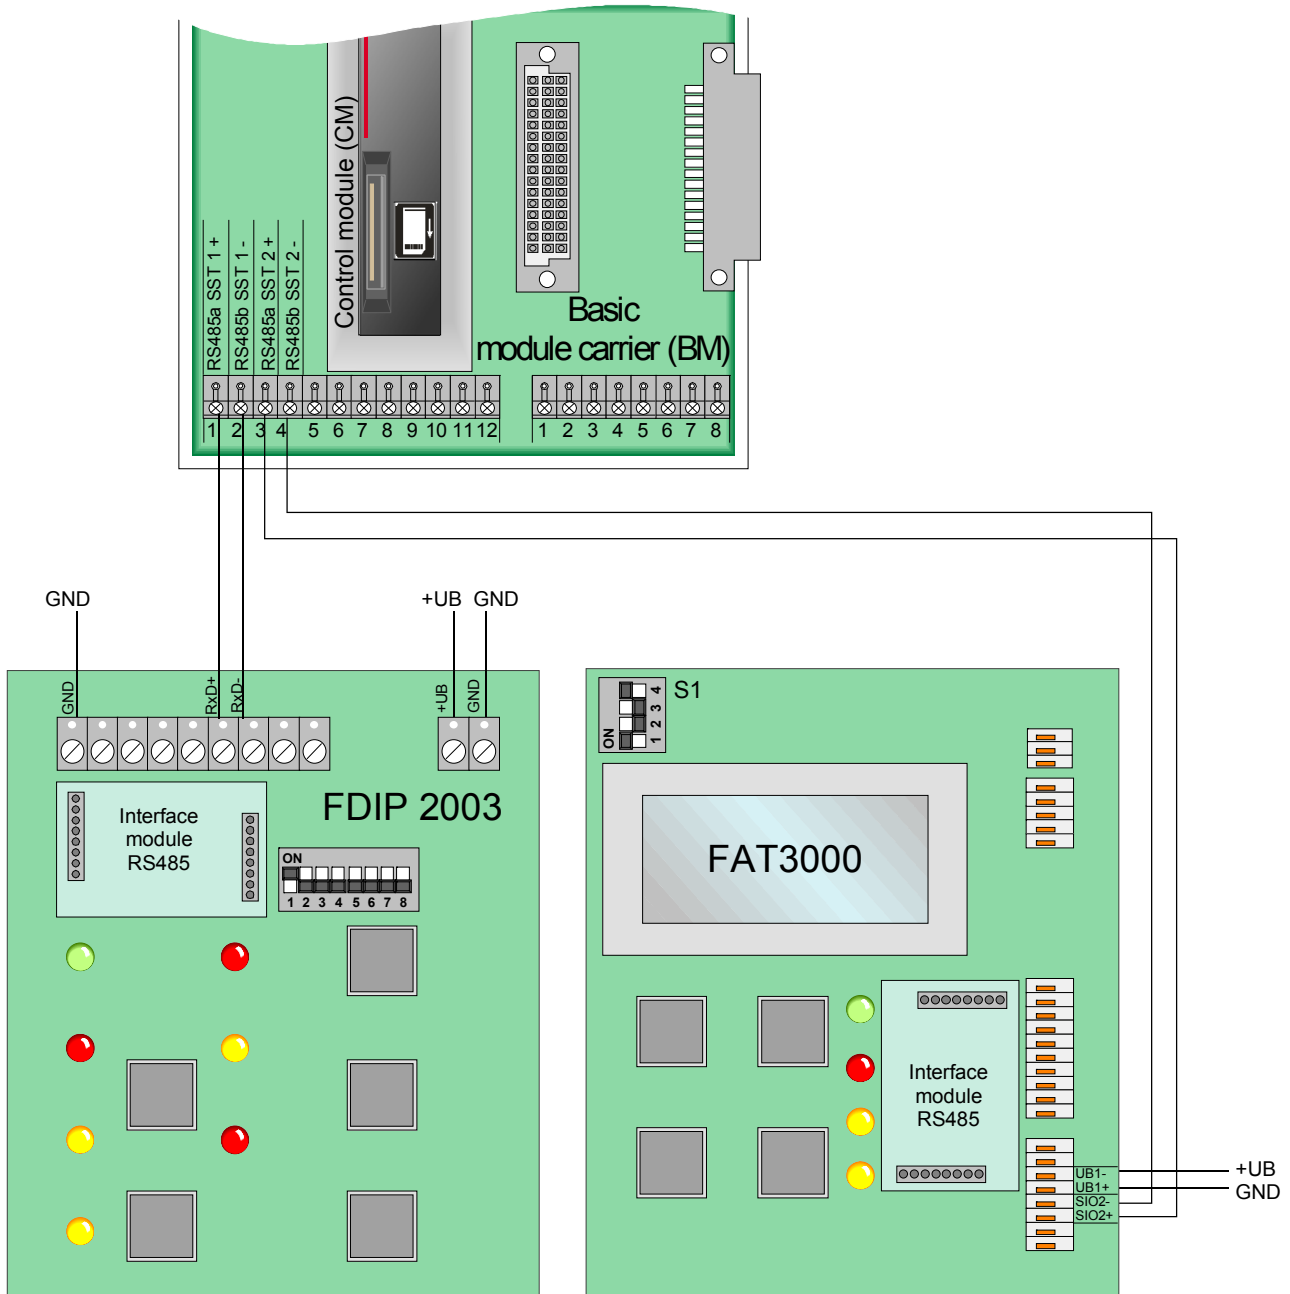 Control module (CM)
RS485a SST 1 +
RS485b SST 1 -
RS485a SST 2 +
RS485b SST 2 -
Basic
module carrier (BM)
1 2 3 4 5 6 7 8 9 10 11 12
1 2 3 4 5 6 7 8
GND
+UB GND
GND
RxD+
RxD-
+UB
GND
Interface
module
RS485
FDIP 2003
ON
1 2 3 4 5 6 7 8
S1
ON
1 2 3 4
FAT3000
Interface
module
RS485
UB1-
UB1+
SIO2-
SIO2+
+UB
GND